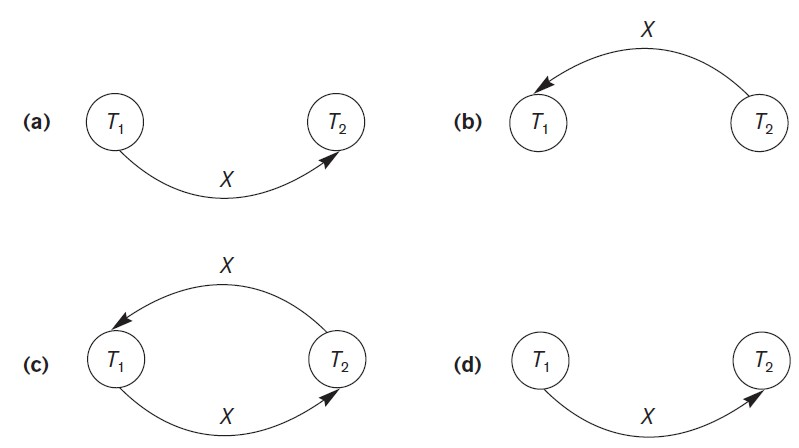 X
(a) T₁ T₂ (b) T₁ T₂
X
X
(c) T₁ T₂ (d) T₁ T₂
X X